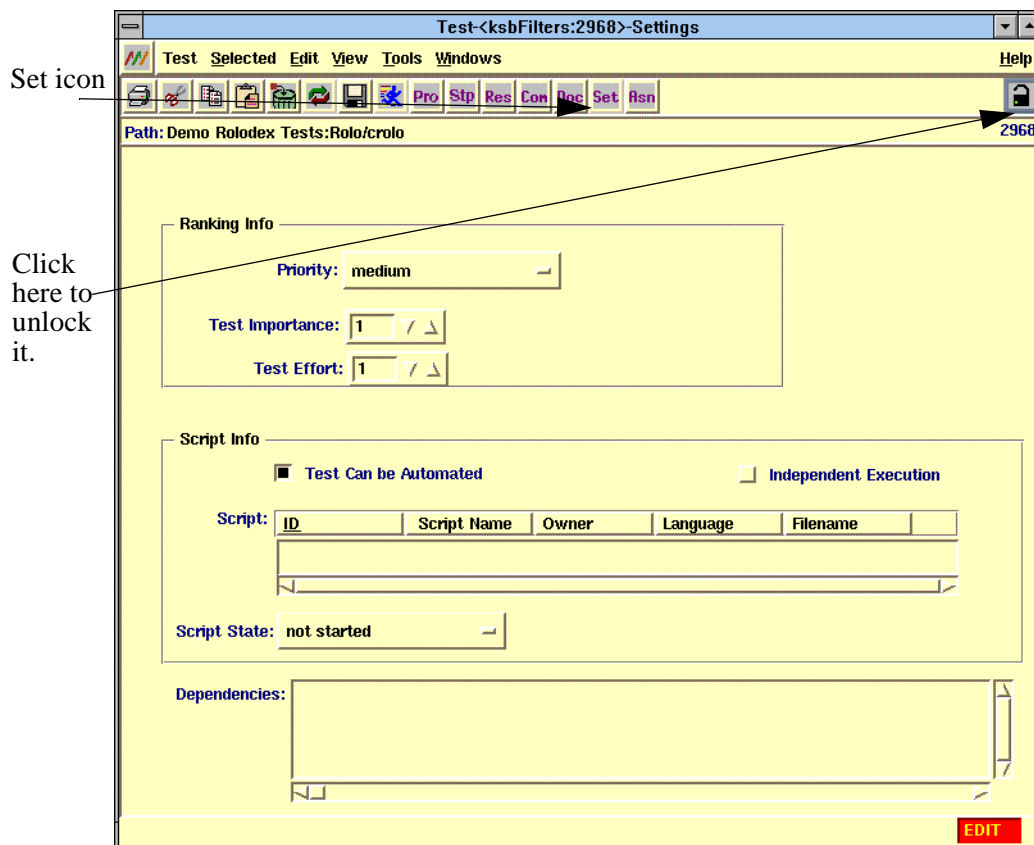 Test-<ksbFilters:2968>-Settings
Test Selected Edit View Tools Windows Help
Set icon
Pro Stp Res Com Doc Set Asn
Path: Demo Rolodex Tests:Rolo/crolo 2968
Ranking Info
Priority: medium
Click
here to
unlock
it.
Test Importance: 1
Test Effort: 1
Script Info
Test Can be Automated Independent Execution
Script: ID Script Name Owner Language Filename
Script State: not started
Dependencies:
EDIT